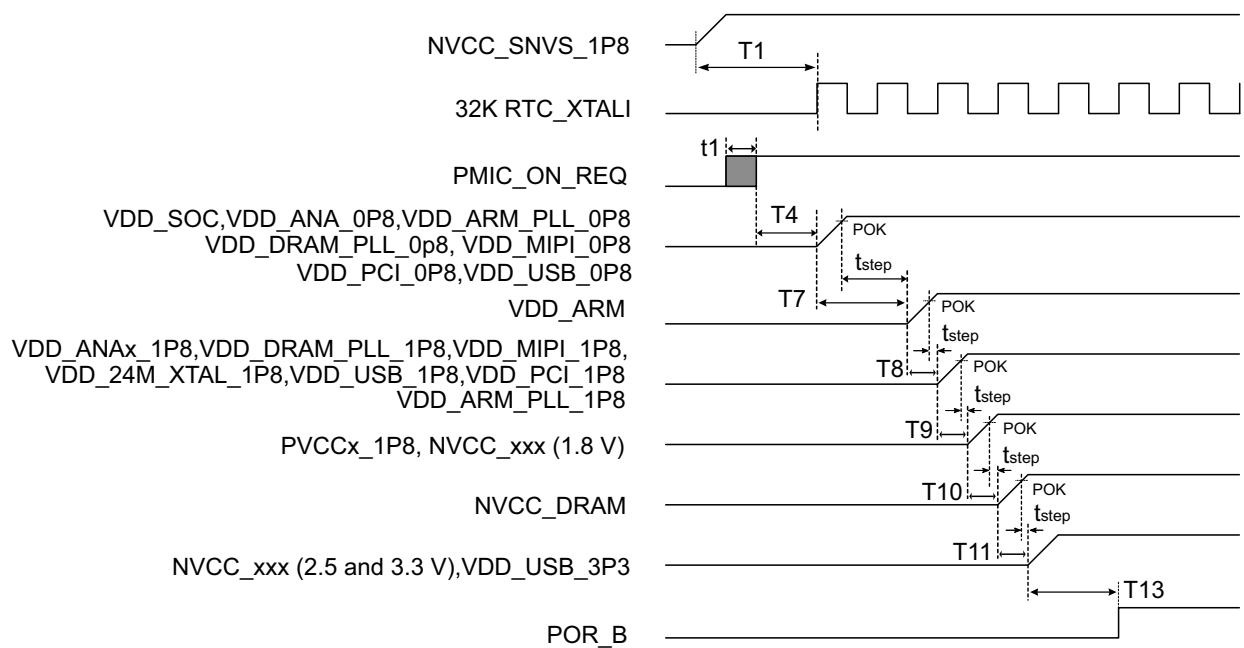 NVCC_SNVS_1P8
T1
32K RTC_XTALI
t1
PMIC_ON_REQ
VDD_SOC,VDD_ANA_0P8,VDD_ARM_PLL_0P8
VDD_DRAM_PLL_0p8, VDD_MIPI_0P8
VDD_PCI_0P8,VDD_USB_0P8
T4
POK
tstep
T7
VDD_ARM
POK
tstep
VDD_ANAx_1P8,VDD_DRAM_PLL_1P8,VDD_MIPI_1P8,
VDD_24M_XTAL_1P8,VDD_USB_1P8,VDD_PCI_1P8
VDD_ARM_PLL_1P8
T8
POK
tstep
PVCCx_1P8, NVCC_xxx (1.8 V)
T9
POK
tstep
NVCC_DRAM
T10
POK
tstep
NVCC_xxx (2.5 and 3.3 V),VDD_USB_3P3
T11
T13
POR_B